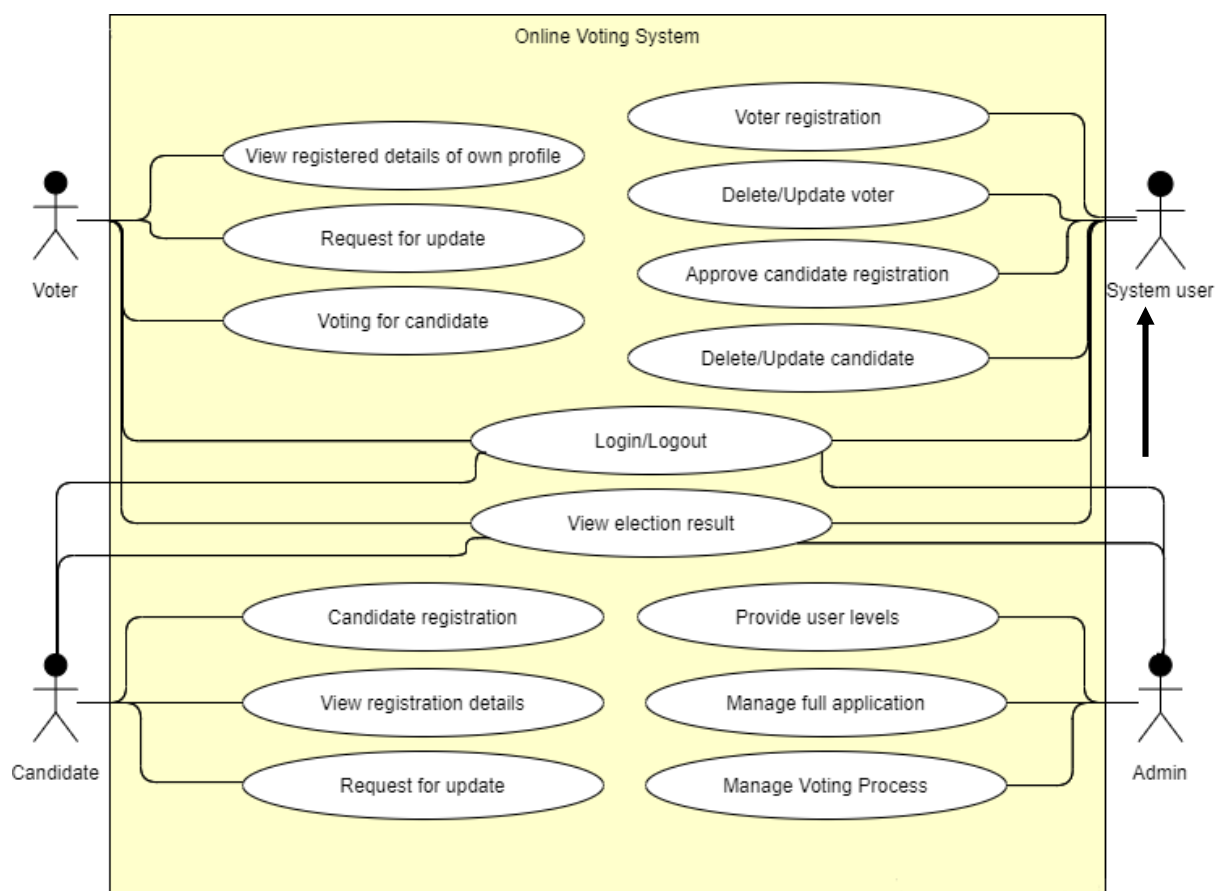 Online Voting System
Voter registration
View registered details of own profile
Delete/Update voter
Request for update
Approve candidate registration
Voter
System user
Voting for candidate
Delete/Update candidate
Login/Logout
View election result
Candidate registration
Provide user levels
View registration details
Manage full application
Candidate
Admin
Request for update
Manage Voting Process